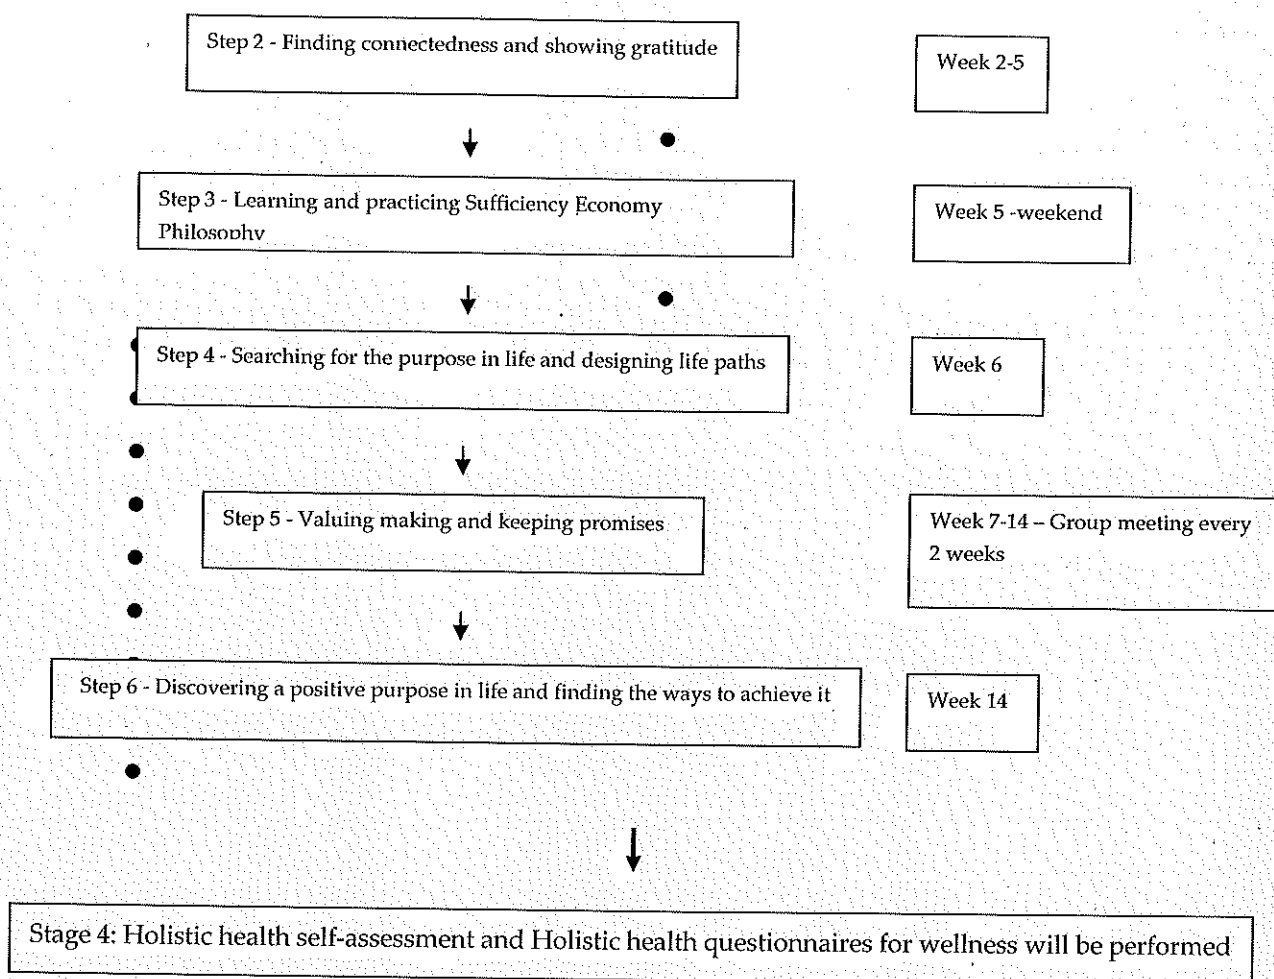 Step 2 - Finding connectedness and showing gratitude
Week 2-5
Step 3 - Learning and practicing Sufficiency Economy
Philosophy
Week 5 -weekend
Step 4 - Searching for the purpose in life and designing life paths
Week 6
Step 5 - Valuing making and keeping promises
Week 7-14 – Group meeting every
2 weeks
Step 6 - Discovering a positive purpose in life and finding the ways to achieve it
Week 14
Stage 4: Holistic health self-assessment and Holistic health questionnaires for wellness will be performed